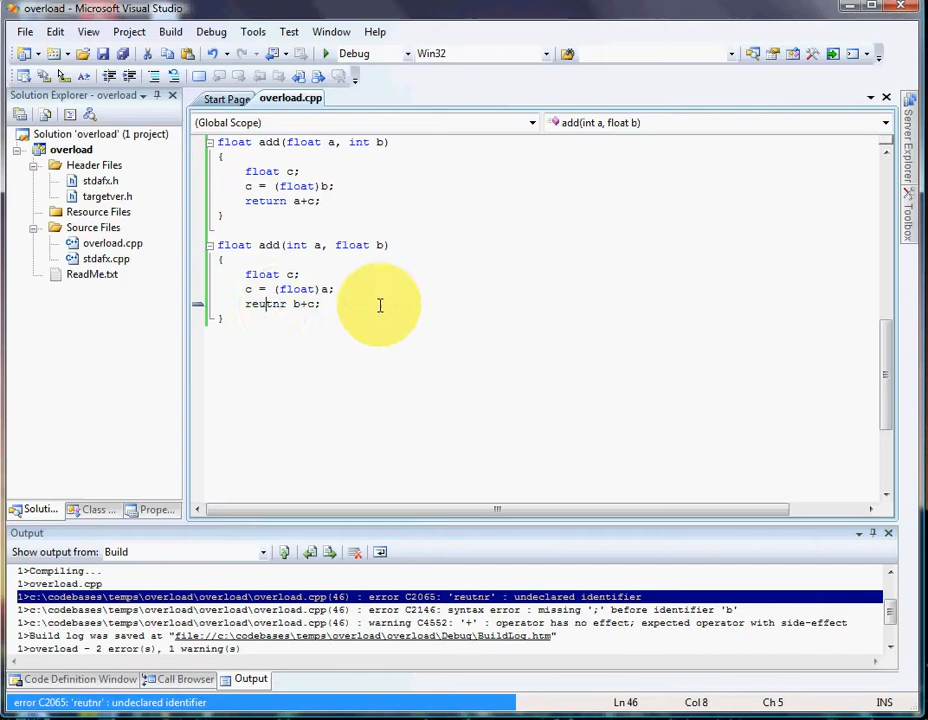 overload - Microsoft Visual Studio
File Edit View Project Build Debug Tools Test Window Help
Debug Win32
Solution Explorer - overload
Start Page overload.cpp
(Global Scope) add(int a, float b)
Solution 'overload' (1 project)
overload
Header Files
stdafx.h
targetver.h
Resource Files
Source Files
overload.cpp
stdafx.cpp
ReadMe.txt
float add(float a, int b)
{
float c;
c = (float)b;
return a+c;
}
float add(int a, float b)
{
float c;
c = (float)a;
reutnr b+c;
}
Server Explorer
Toolbox
Soluti... Class ... Prope...
Output
Show output from: Build
1>Compiling...
1>overload.cpp
1>c:\codebases\temps\overload\overload\overload.cpp(46) : error C2065: 'reutnr' : undeclared identifier
1>c:\codebases\temps\overload\overload\overload.cpp(46) : error C2146: syntax error : missing ';' before identifier 'b'
1>c:\codebases\temps\overload\overload\overload.cpp(46) : warning C4552: '+' : operator has no effect; expected operator with side-effect
1>Build log was saved at "file://c:\codebases\temps\overload\overload\Debug\BuildLog.htm"
1>overload - 2 error(s), 1 warning(s)
Code Definition Window Call Browser Output
error C2065: 'reutnr' : undeclared identifier Ln 46 Col 8 Ch 5 INS